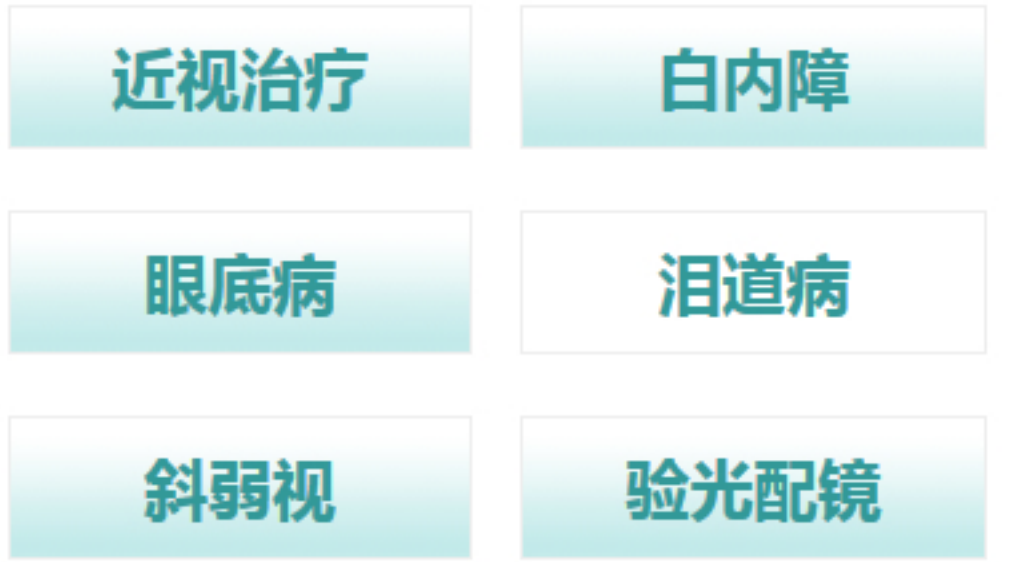 近视治疗
白内障
眼底病
泪道病
斜弱视
验光配镜